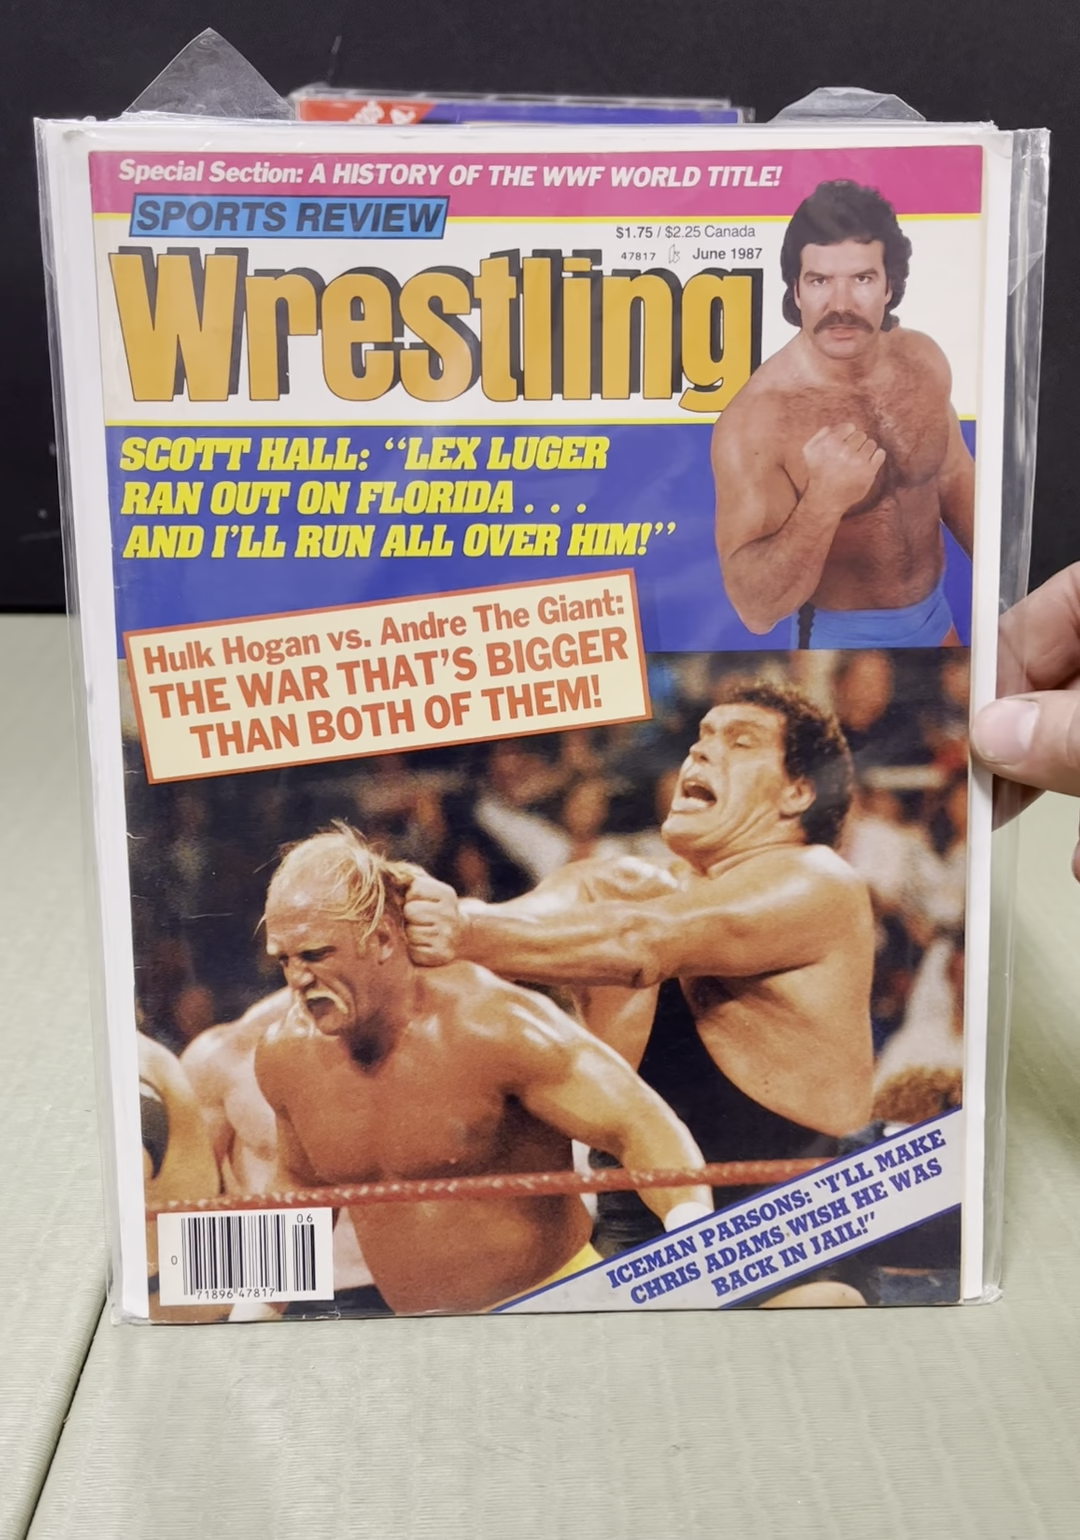 Special Section: A HISTORY OF THE WWF WORLD TITLE!
SPORTS REVIEW
$1.75 / $2.25 Canada
47817 June 1987
Wrestling
SCOTT HALL: “LEX LUGER
RAN OUT ON FLORIDA . . .
AND I’LL RUN ALL OVER HIM!”
Hulk Hogan vs. Andre The Giant:
THE WAR THAT’S BIGGER
THAN BOTH OF THEM!
ICEMAN PARSONS: “I’LL MAKE
CHRIS ADAMS WISH HE WAS
BACK IN JAIL!”
06
0 71896 47817